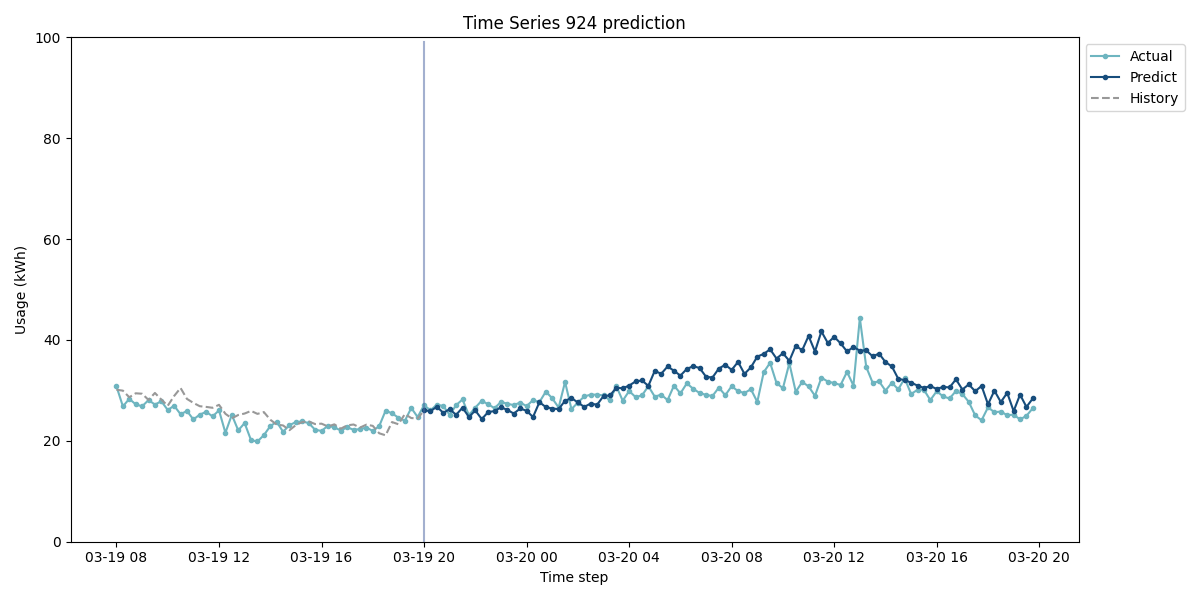 Time Series 924 prediction
100
80
60
40
20
0
Usage (kWh)
03-19 08
03-19 12
03-19 16
03-19 20
03-20 00
03-20 04
03-20 08
03-20 12
03-20 16
03-20 20
Time step
Actual
Predict
History